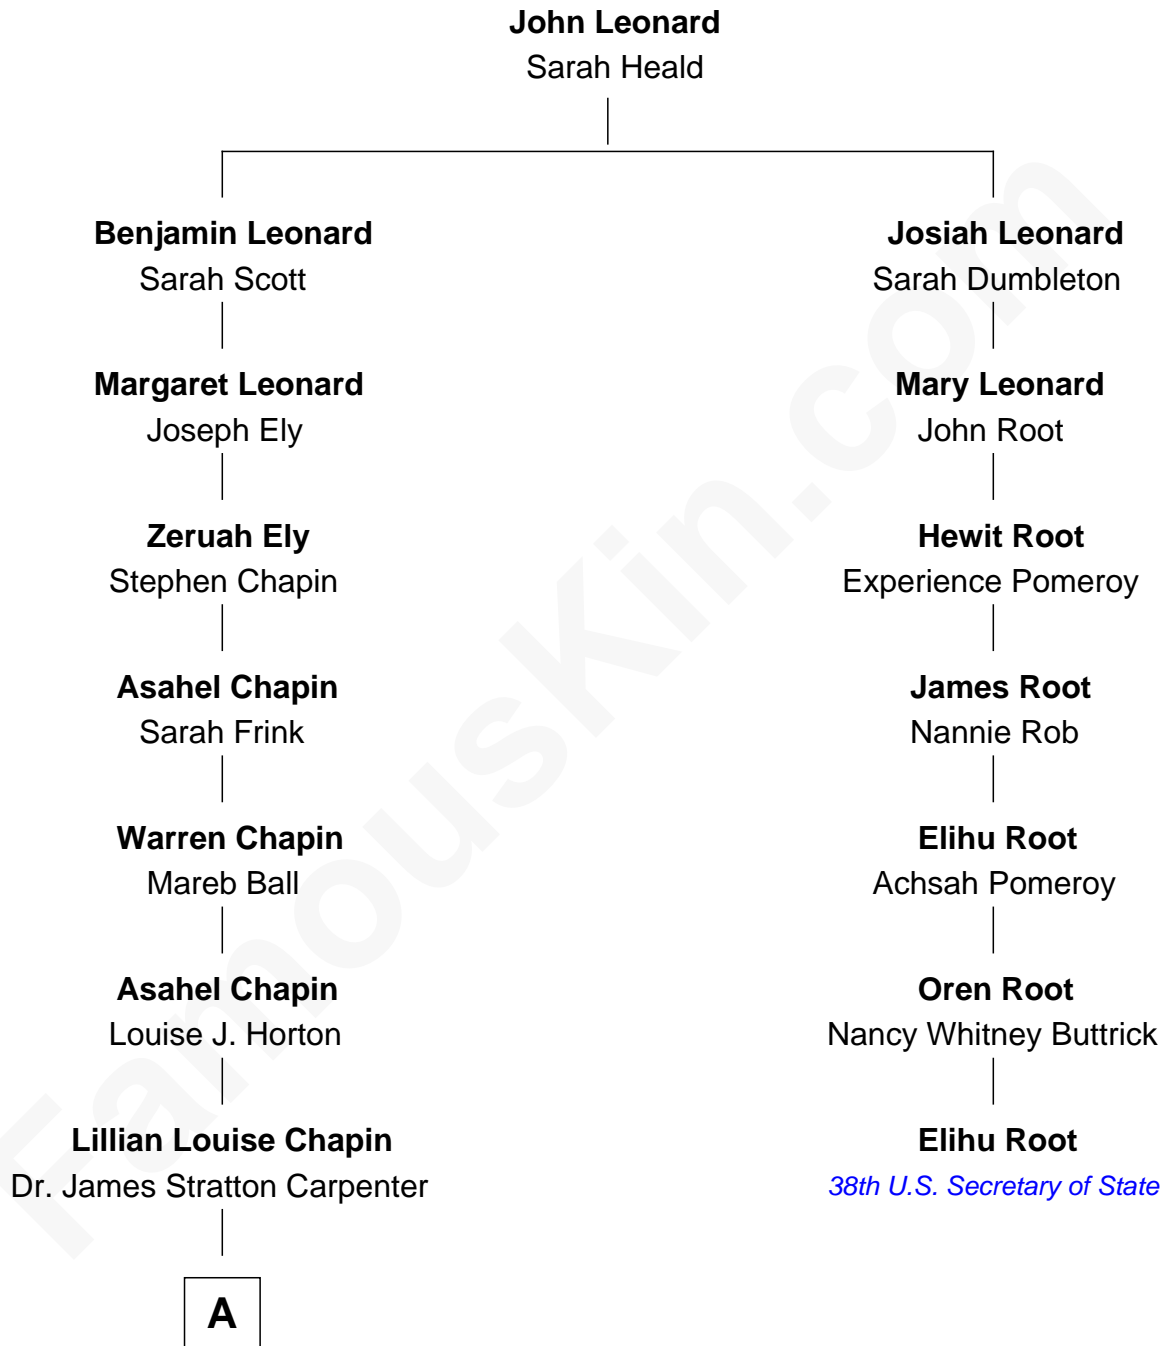 John Leonard
Sarah Heald
Benjamin Leonard
Sarah Scott
Josiah Leonard
Sarah Dumbleton
Margaret Leonard
Joseph Ely
Mary Leonard
John Root
Zeruah Ely
Stephen Chapin
Hewit Root
Experience Pomeroy
Asahel Chapin
Sarah Frink
James Root
Nannie Rob
Warren Chapin
Mareb Ball
Elihu Root
Achsah Pomeroy
Asahel Chapin
Louise J. Horton
Oren Root
Nancy Whitney Buttrick
Lillian Louise Chapin
Dr. James Stratton Carpenter
Elihu Root
38th U.S. Secretary of State
A
FamousKin.com